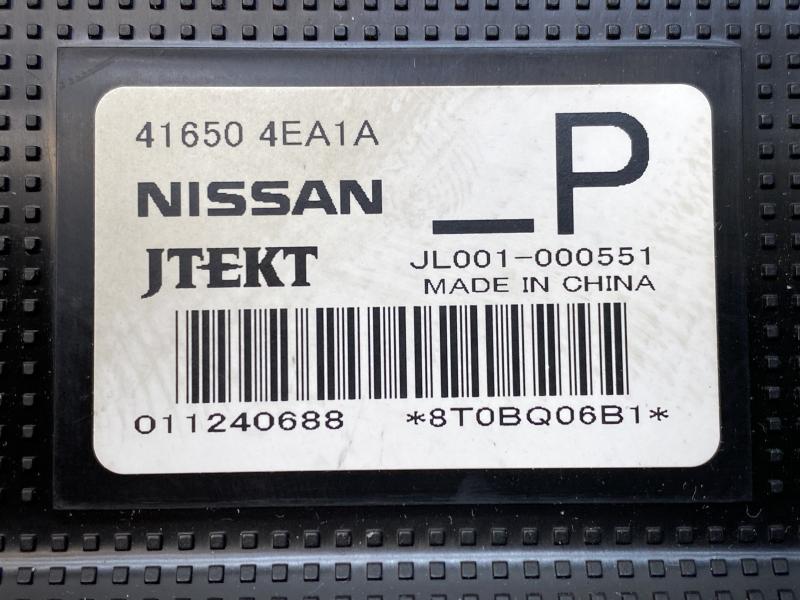 41650 4EA1A
_P
NISSAN
JTEKT
JL001-000551
MADE IN CHINA
011240688 *8T0BQ06B1*